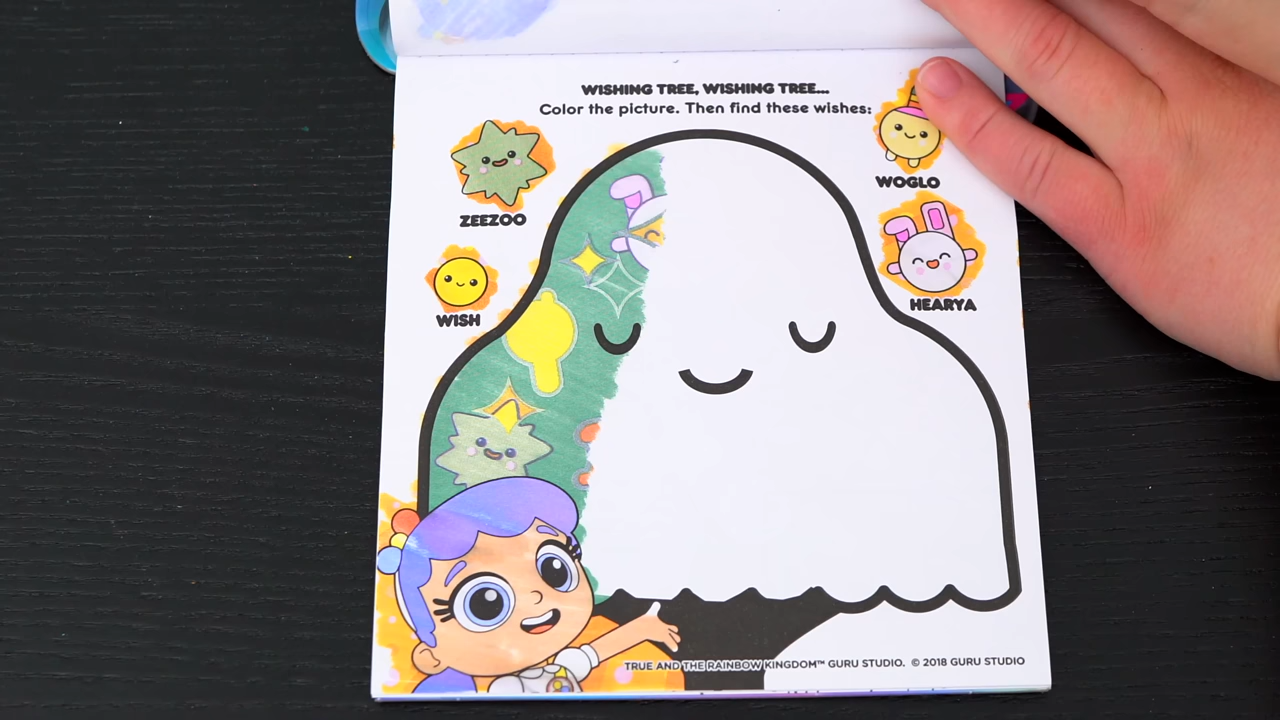 WISHING TREE, WISHING TREE...
Color the picture. Then find these wishes:
ZEEZOO
WOGLO
WISH
HEARYA
TRUE AND THE RAINBOW KINGDOM™ GURU STUDIO. © 2018 GURU STUDIO